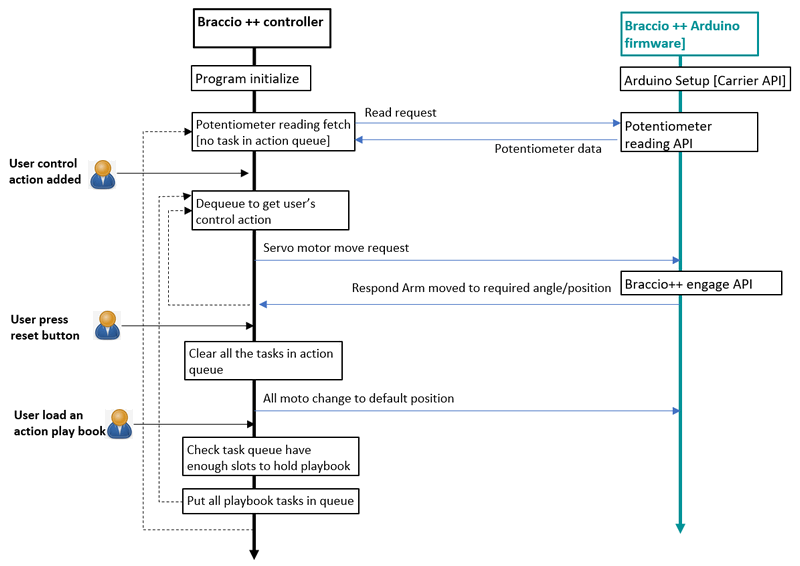 Braccio ++ controller
Braccio ++ Arduino
firmware]
Program initialize
Arduino Setup [Carrier API]
Potentiometer reading fetch
[no task in action queue]
Read request
Potentiometer data
Potentiometer
reading API
User control
action added
Dequeue to get user's
control action
Servo motor move request
Braccio++ engage API
Respond Arm moved to required angle/position
User press
reset button
Clear all the tasks in action
queue
All moto change to default position
User load an
action play book
Check task queue have
enough slots to hold playbook
Put all playbook tasks in queue